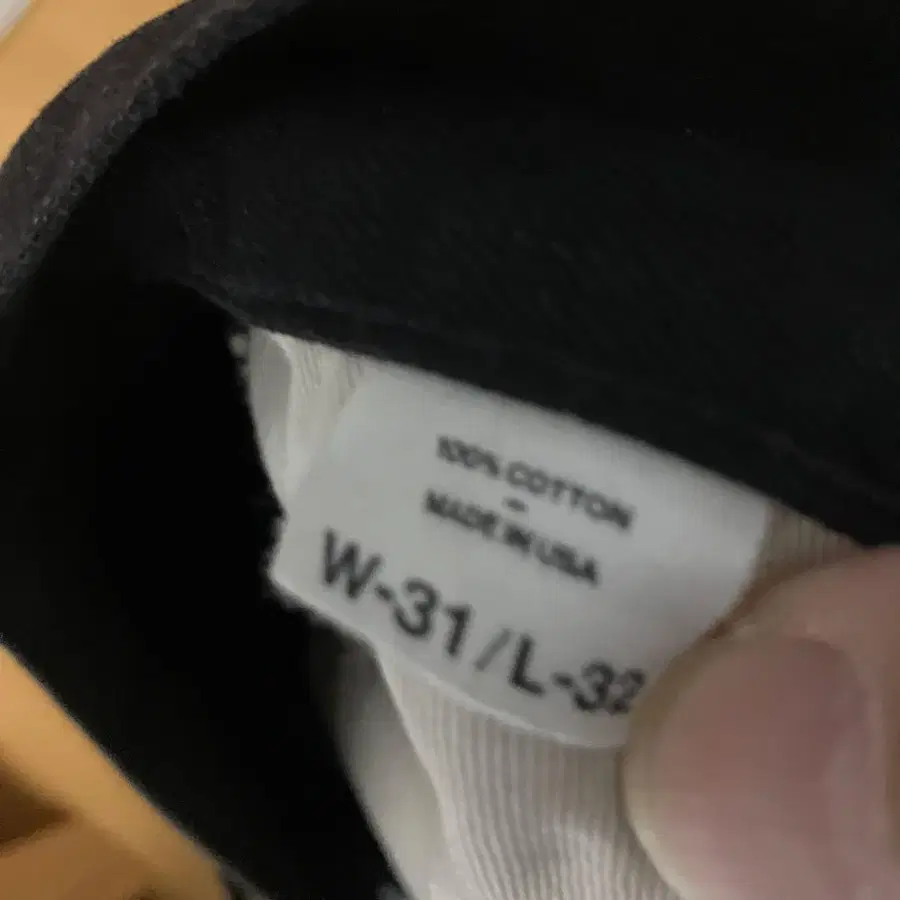 100% COTTON
-
MADE IN USA
W-31/L-32